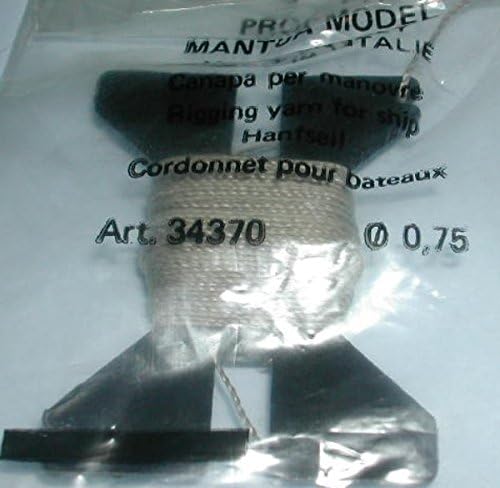 PROX MODEL
MANTUA ITALIE
Canapa per manovre
Rigging yarn for ship
Hanfseil
Cordonnet pour bateaux
Art. 34370 Ø 0,75